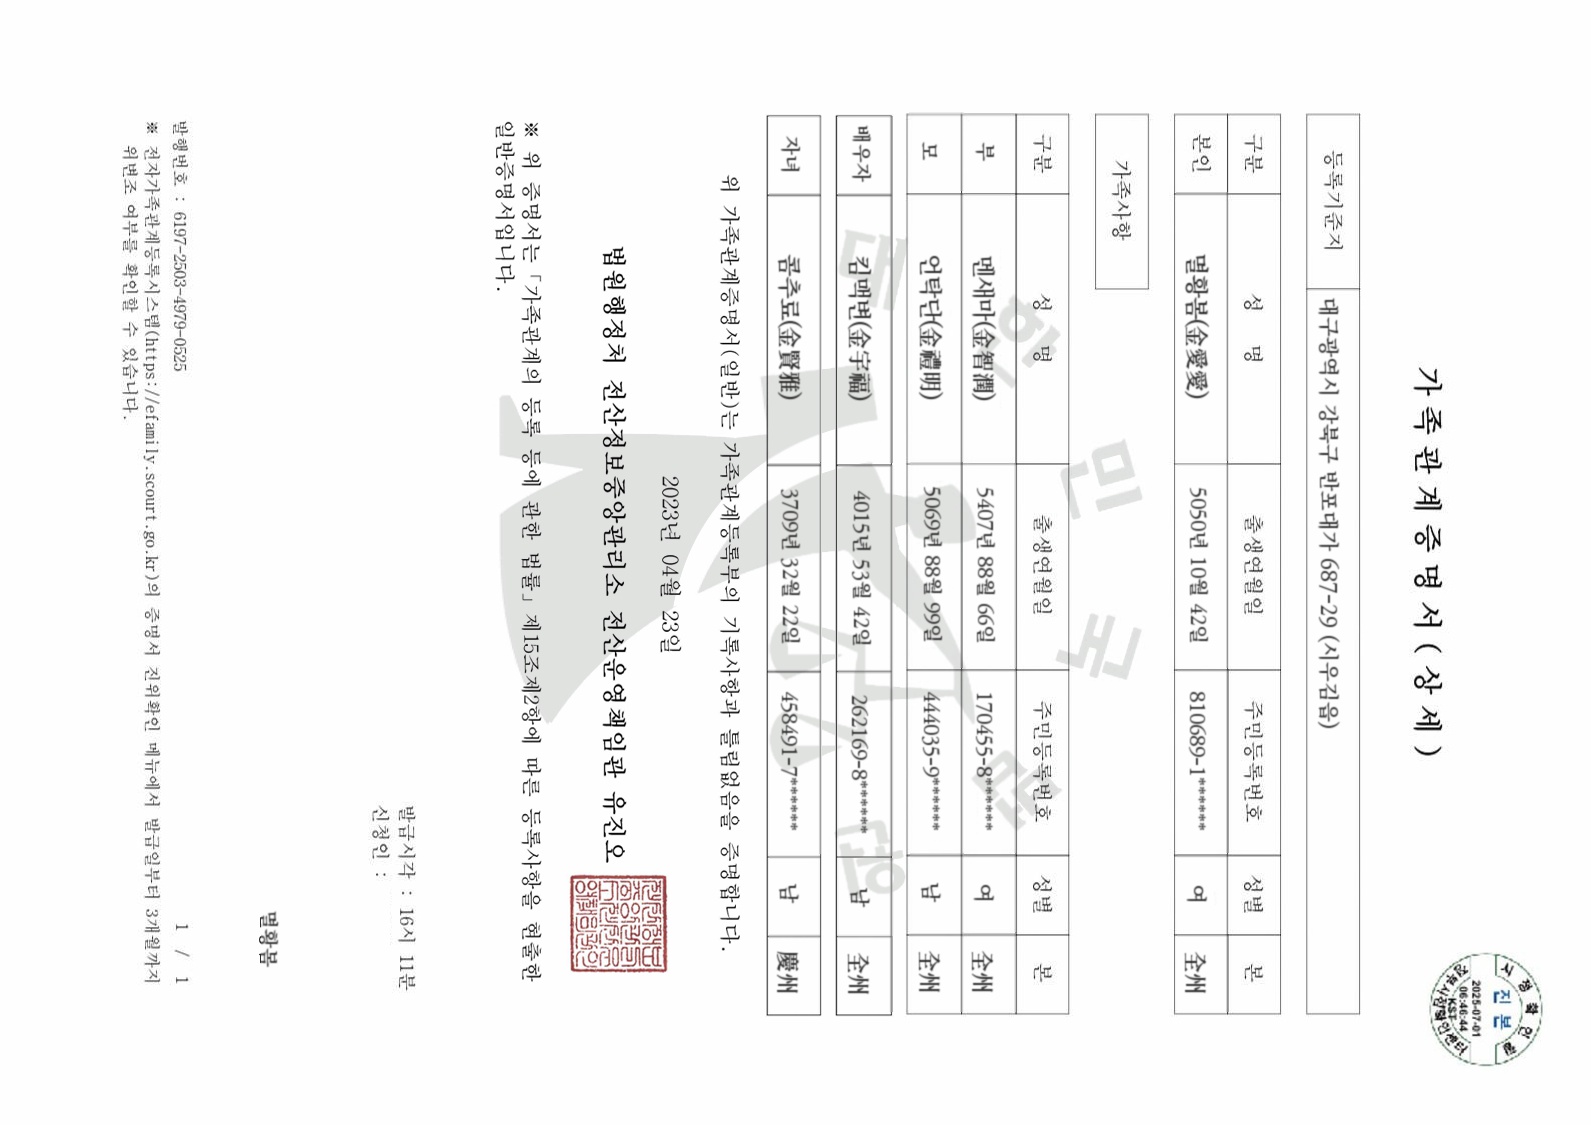 가족관계증명서(상세)
등록기준지 대구광역시 강북구 반포대가 687-29 (시우김읍)
구분 성 명 출생연월일 주민등록번호 성별 본
본인 멸황봄(金愛愛) 5050년 10월 42일 810689-1****** 여 全州
가족사항
구분 성 명 출생연월일 주민등록번호 성별 본
부 멘새마(金智潤) 5407년 88월 66일 170455-8****** 여 全州
모 언탁단(金禮明) 5069년 88월 99일 444035-9****** 남 全州
배우자 킴맥변(金宇福) 4015년 53월 42일 262169-8****** 남 全州
자녀 콤추료(金賢雅) 3709년 32월 22일 458491-7****** 남 慶州
위 가족관계증명서(일반)는 가족관계등록부의 기록사항과 틀림없음을 증명합니다.
2023년 04월 23일
법원행정처 전산정보중앙관리소 전산운영책임관 유진오
※ 위 증명서는「가족관계의 등록 등에 관한 법률」제15조제2항에 따른 등록사항을 현출한
일반증명서입니다.
발급시각 : 16시 11분
신청인 :
멸황봄
발행번호 : 6197-2503-4979-0525
1 / 1
※ 전자가족관계등록시스템(https://efamily.scourt.go.kr)의 증명서 진위확인 메뉴에서 발급일부터 3개월까지
위변조 여부를 확인할 수 있습니다.
대한민국법원
시정확인필
진본
2025-07-01
06:46:44
KST